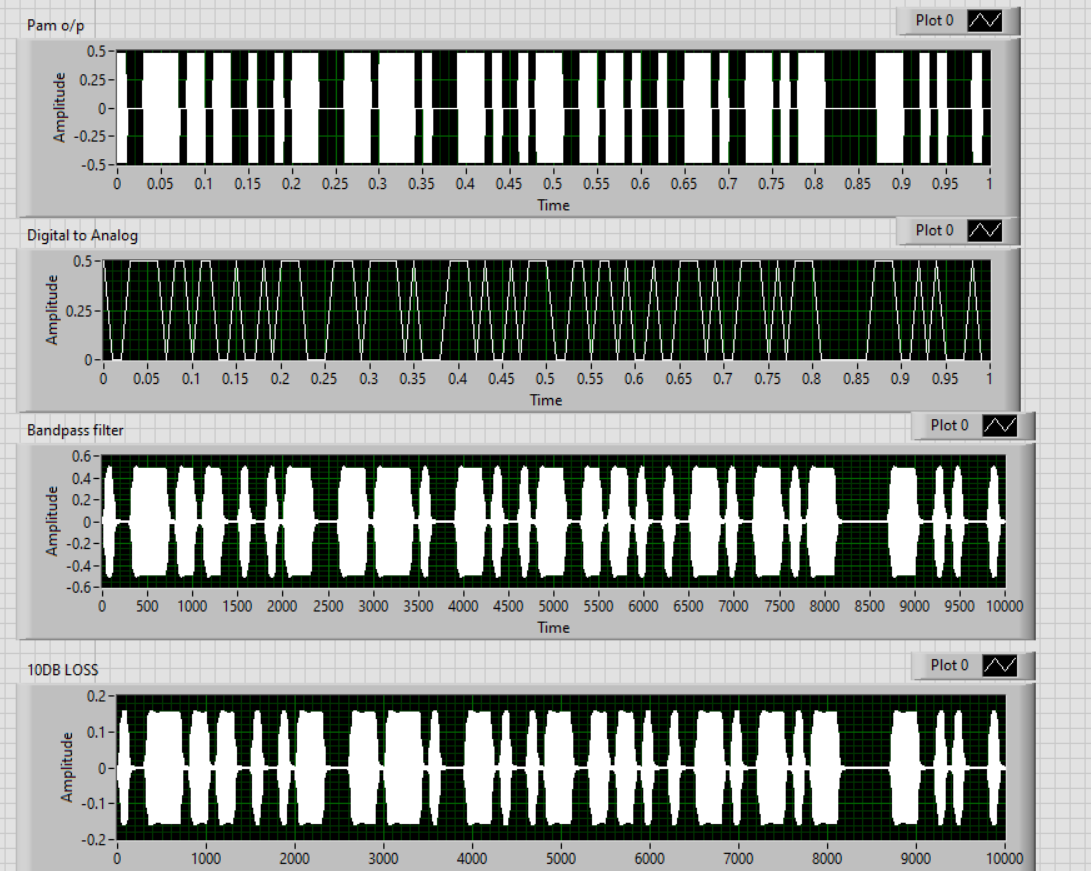 Pam o/p
Plot 0
Amplitude
0.5
0.25
0
-0.25
-0.5
0 0.05 0.1 0.15 0.2 0.25 0.3 0.35 0.4 0.45 0.5 0.55 0.6 0.65 0.7 0.75 0.8 0.85 0.9 0.95 1
Time
Digital to Analog
Plot 0
Amplitude
0.5
0.25
0
0 0.05 0.1 0.15 0.2 0.25 0.3 0.35 0.4 0.45 0.5 0.55 0.6 0.65 0.7 0.75 0.8 0.85 0.9 0.95 1
Time
Bandpass filter
Plot 0
Amplitude
0.6
0.4
0.2
0
-0.2
-0.4
-0.6
0 500 1000 1500 2000 2500 3000 3500 4000 4500 5000 5500 6000 6500 7000 7500 8000 8500 9000 9500 10000
Time
10DB LOSS
Plot 0
Amplitude
0.2
0.1
0
-0.1
-0.2
0 1000 2000 3000 4000 5000 6000 7000 8000 9000 10000